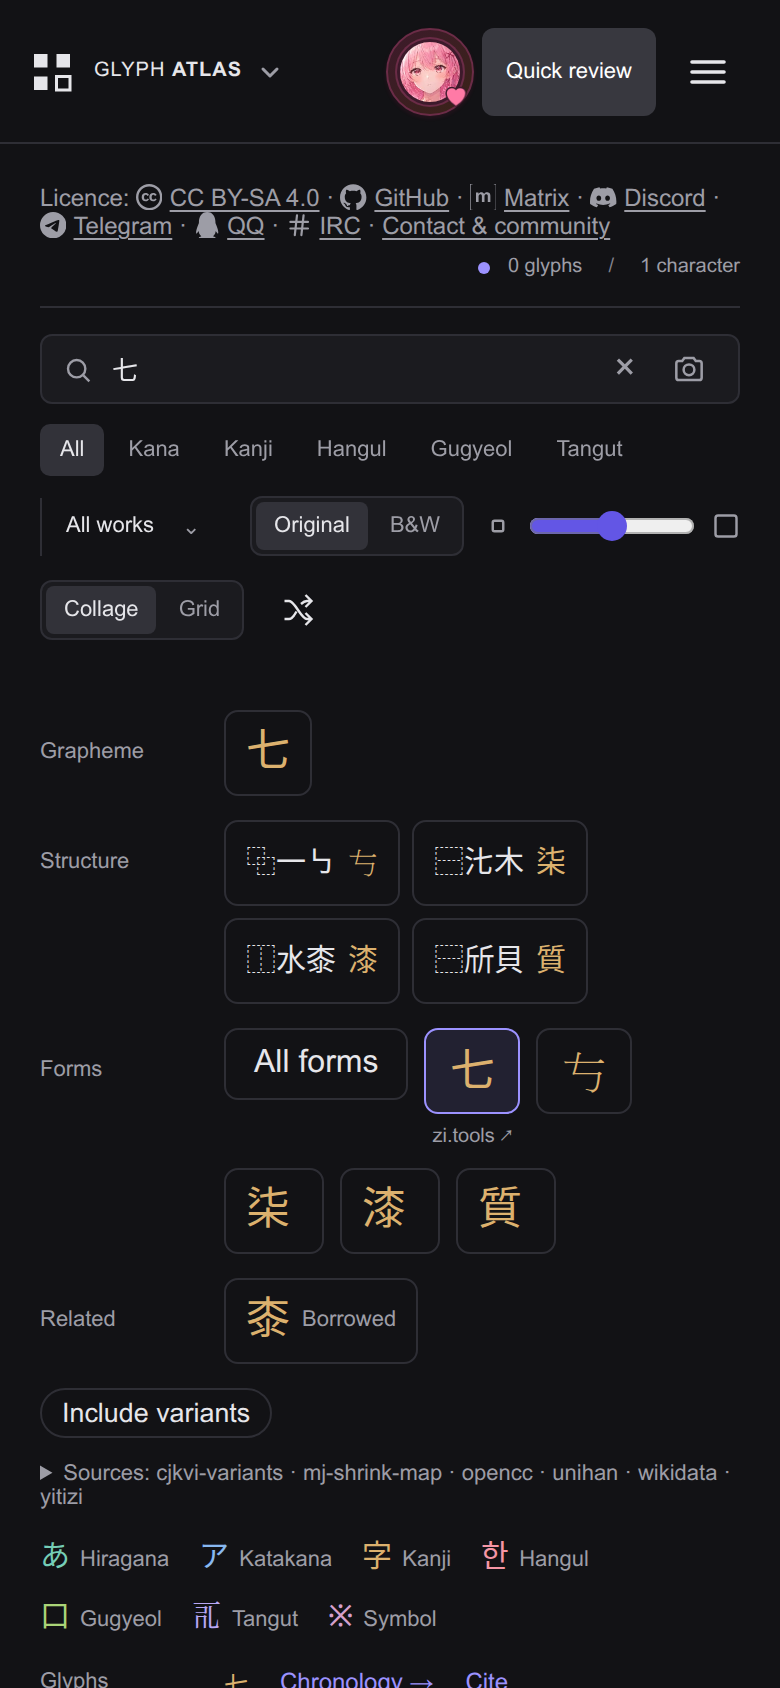 GLYPH ATLAS
Quick review
Licence: CC BY-SA 4.0 · GitHub · [m] Matrix · Discord ·
Telegram · QQ · IRC · Contact & community
0 glyphs / 1 character
七
All Kana Kanji Hangul Gugyeol Tangut
All works Original B&W
Collage Grid
Grapheme 七
Structure ⿻一㇉ 𠀁 ⿱㳀木 柒
⿰水桼 漆 ⿱所貝 質
Forms All forms 七 𠀁
zi.tools ↗
柒 漆 質
Related 桼 Borrowed
Include variants
▶ Sources: cjkvi-variants · mj-shrink-map · opencc · unihan · wikidata ·
yitizi
あ Hiragana ア Katakana 字 Kanji 한 Hangul
口 Gugyeol Tangut ※ Symbol
Glyphs 七 Chronology → Cite